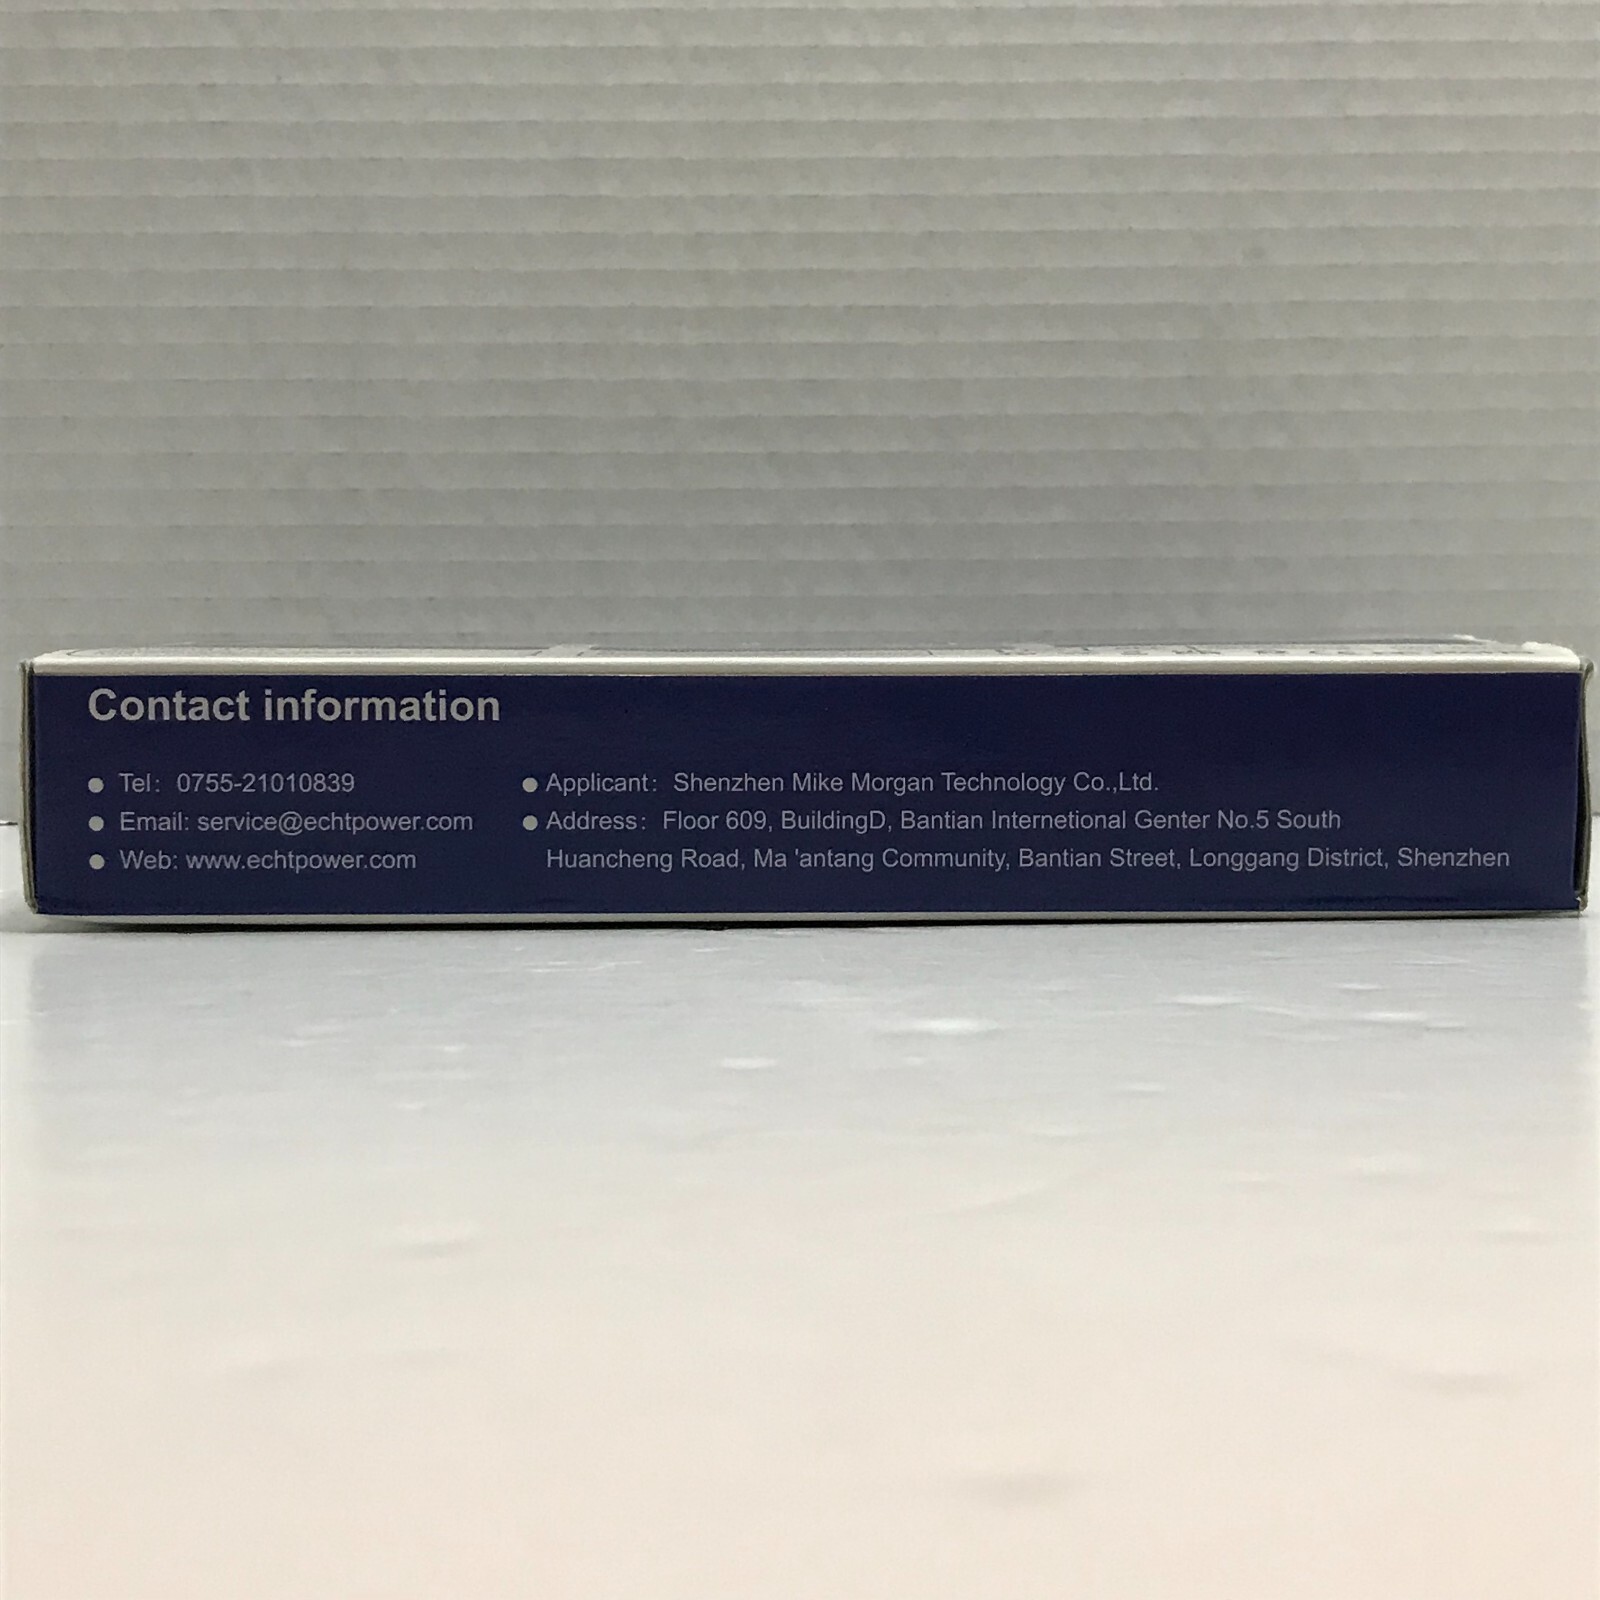 Contact information
Tel: 0755-21010839
Email: service@echtpower.com
Web: www.echtpower.com
Applicant: Shenzhen Mike Morgan Technology Co.,Ltd.
Address: Floor 609, BuildingD, Bantian Internetional Genter No.5 South
Huancheng Road, Ma 'antang Community, Bantian Street, Longgang District, Shenzhen